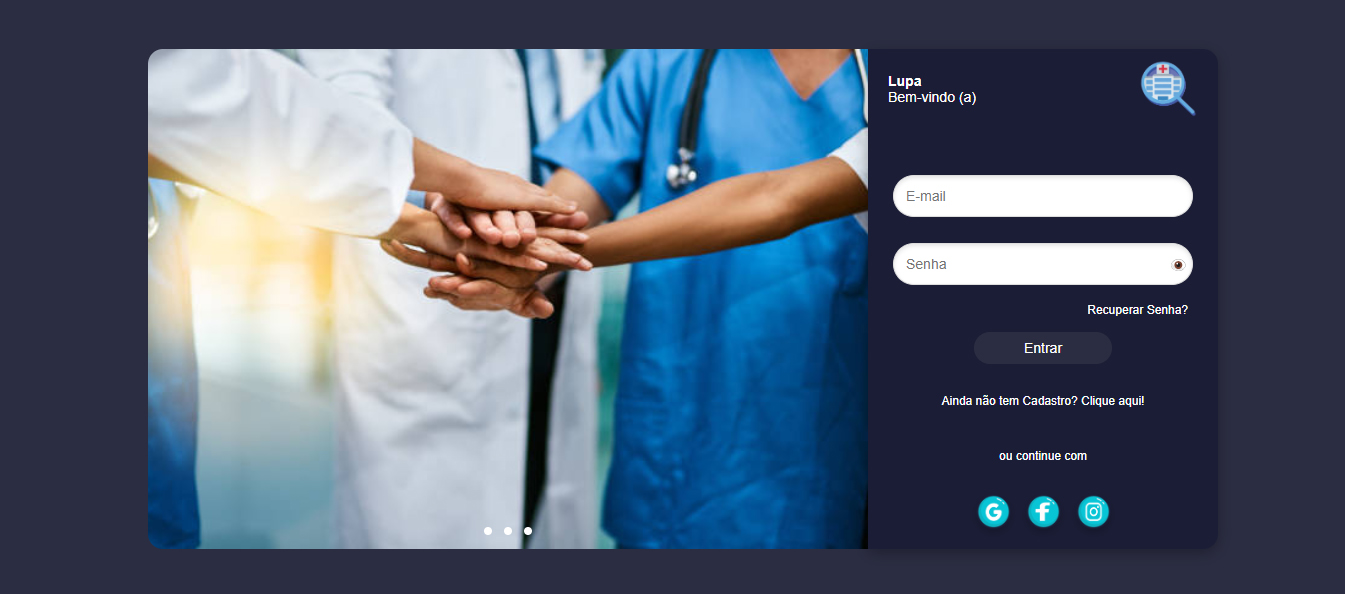 Lupa
Bem-vindo (a)
E-mail
Senha
Recuperar Senha?
Entrar
Ainda não tem Cadastro? Clique aqui!
ou continue com